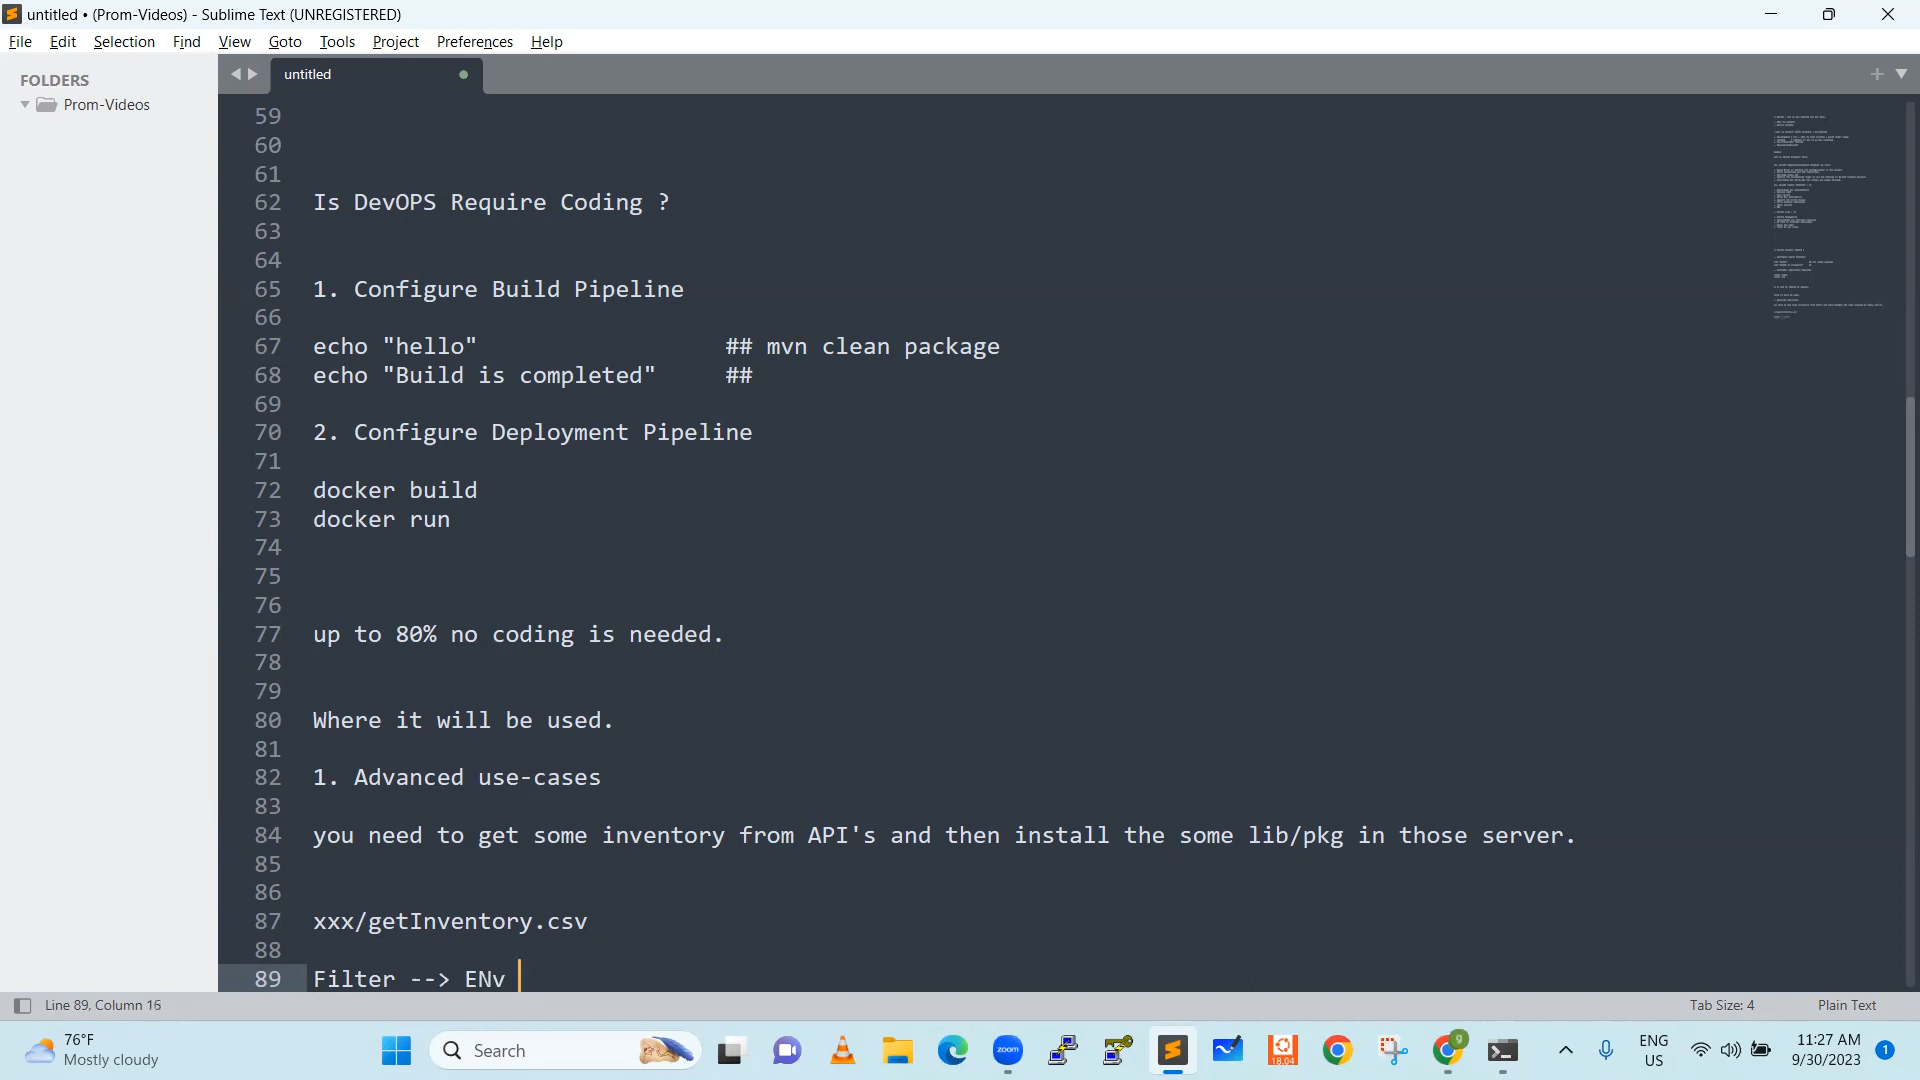 untitled • (Prom-Videos) - Sublime Text (UNREGISTERED)
File Edit Selection Find View Goto Tools Project Preferences Help
FOLDERS
Prom-Videos
untitled
59
60
61
62 Is DevOPS Require Coding ?
63
64
65 1. Configure Build Pipeline
66
67 echo "hello" ## mvn clean package
68 echo "Build is completed" ##
69
70 2. Configure Deployment Pipeline
71
72 docker build
73 docker run
74
75
76
77 up to 80% no coding is needed.
78
79
80 Where it will be used.
81
82 1. Advanced use-cases
83
84 you need to get some inventory from API's and then install the some lib/pkg in those server.
85
86
87 xxx/getInventory.csv
88
89 Filter --> ENv
Line 89, Column 16
Tab Size: 4
Plain Text
76°F
Mostly cloudy
Search
zoom
18.04
9
ENG
US
11:27 AM
9/30/2023
1